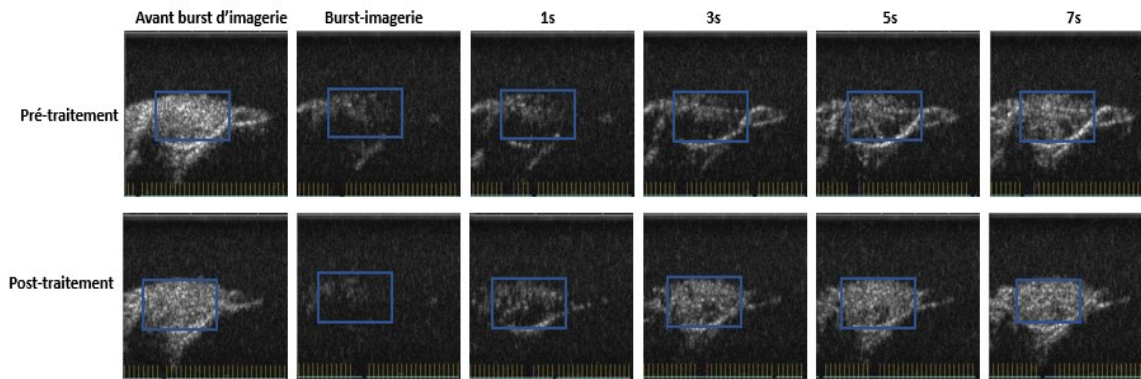 Avant burst d’imagerie Burst-imagerie 1s 3s 5s 7s
Pré-traitement
Post-traitement